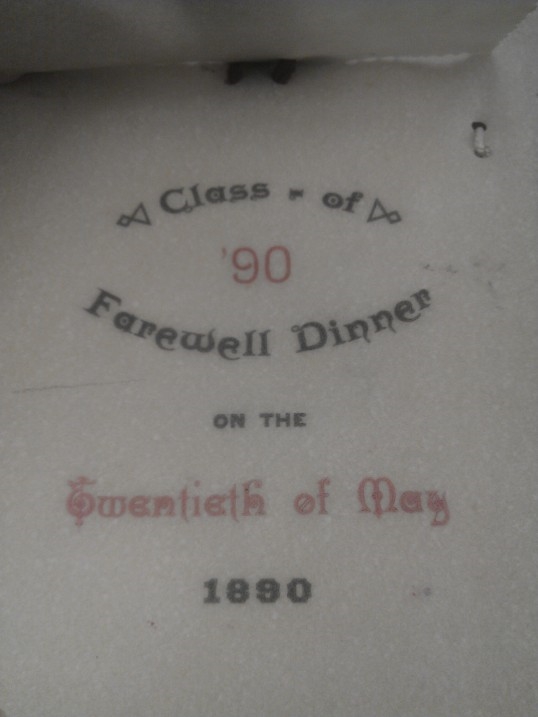 Class - of
'90
Farewell Dinner
ON THE
Twentieth of May
1890